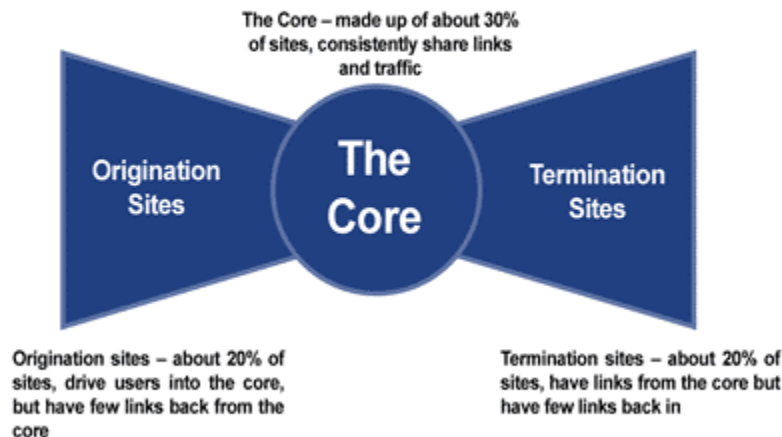 The Core – made up of about 30%
of sites, consistently share links
and traffic
Origination
Sites
The
Core
Termination
Sites
Origination sites – about 20% of
sites, drive users into the core,
but have few links back from the
core
Termination sites – about 20% of
sites, have links from the core but
have few links back in